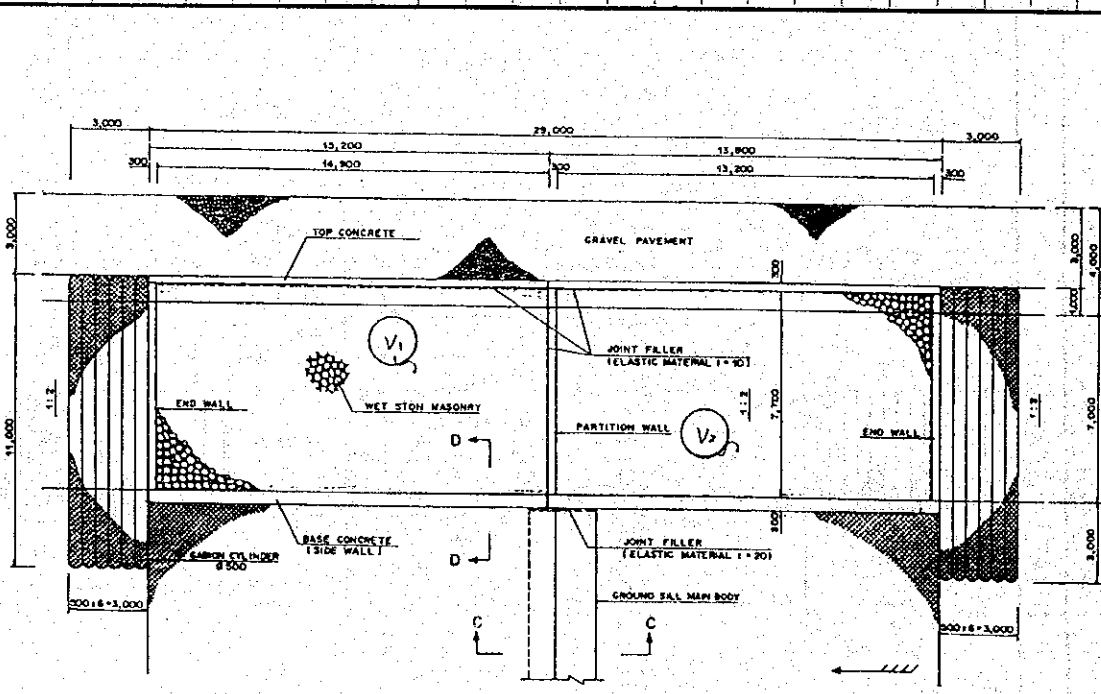 3,000
29,000
3,000
15,200
13,800
300
14,900
300
13,200
300
3,000
TOP CONCRETE
GRAVEL PAVEMENT
300
3,000
4,000
1,000
V1
JOINT FILLER
(ELASTIC MATERIAL t=10)
1:2
END WALL
WET STON MASONRY
1:2
7,700
1:2
PARTITION WALL
V2
END WALL
7,000
11,000
D
BASE CONCRETE
(SIDE WALL)
JOINT FILLER
(ELASTIC MATERIAL t=20)
3,000
GABION CYLINDER
D
500×6=3,000
GROUND SILL MAIN BODY
C
C
500×6=3,000